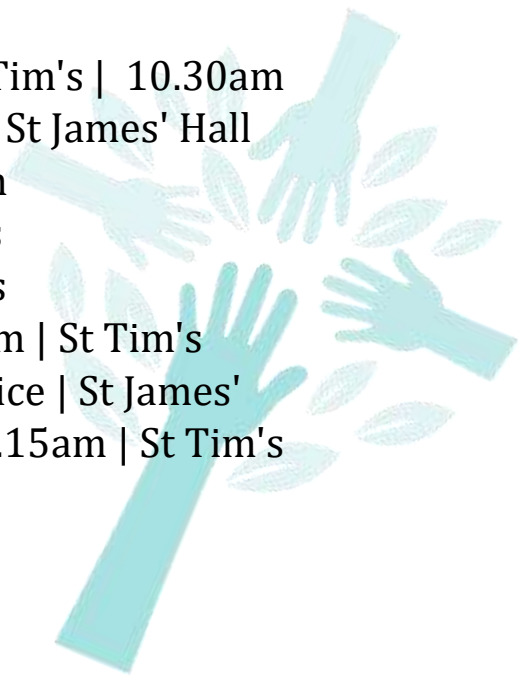 Tim's | 10.30am
St James' Hall
m | St Tim's
ice | St James'
.15am | St Tim's